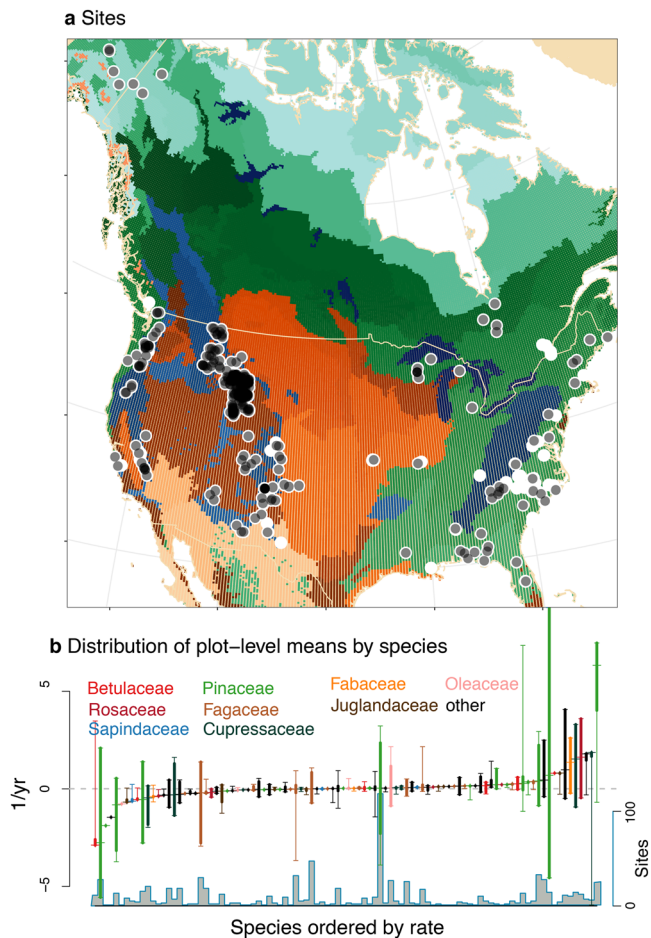 a Sites
b Distribution of plot−level means by species
Betulaceae Pinaceae Fabaceae Oleaceae
Rosaceae Fagaceae Juglandaceae other
Sapindaceae Cupressaceae
5
0
−5
1/yr
100
0
Sites
Species ordered by rate